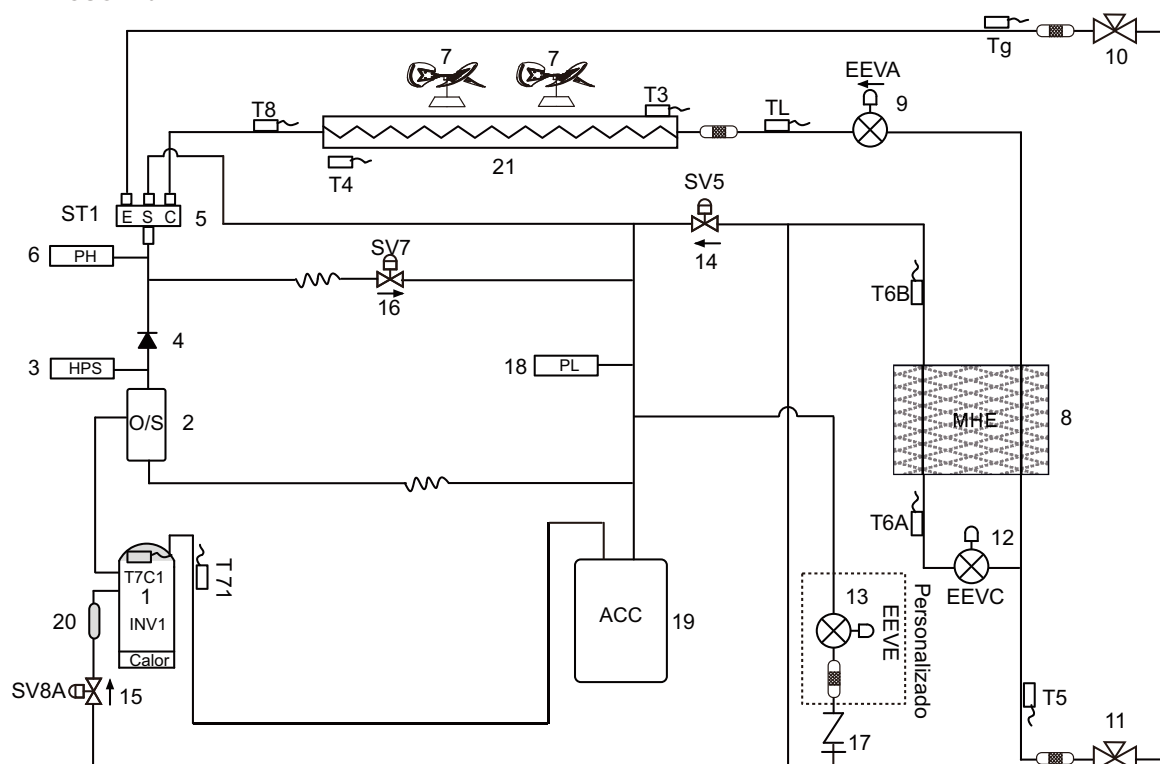 Tg
10
7
7
EEVA
9
T8
T3
TL
T4
21
ST1
E S C
5
SV5
14
6
PH
SV7
16
T6B
4
3
HPS
18
PL
O/S
2
MHE
8
T6A
12
EEVC
T7C1
1
INV1
Calor
T71
20
SV8A
15
ACC
19
13
EEVE
Personalizado
17
T5
11